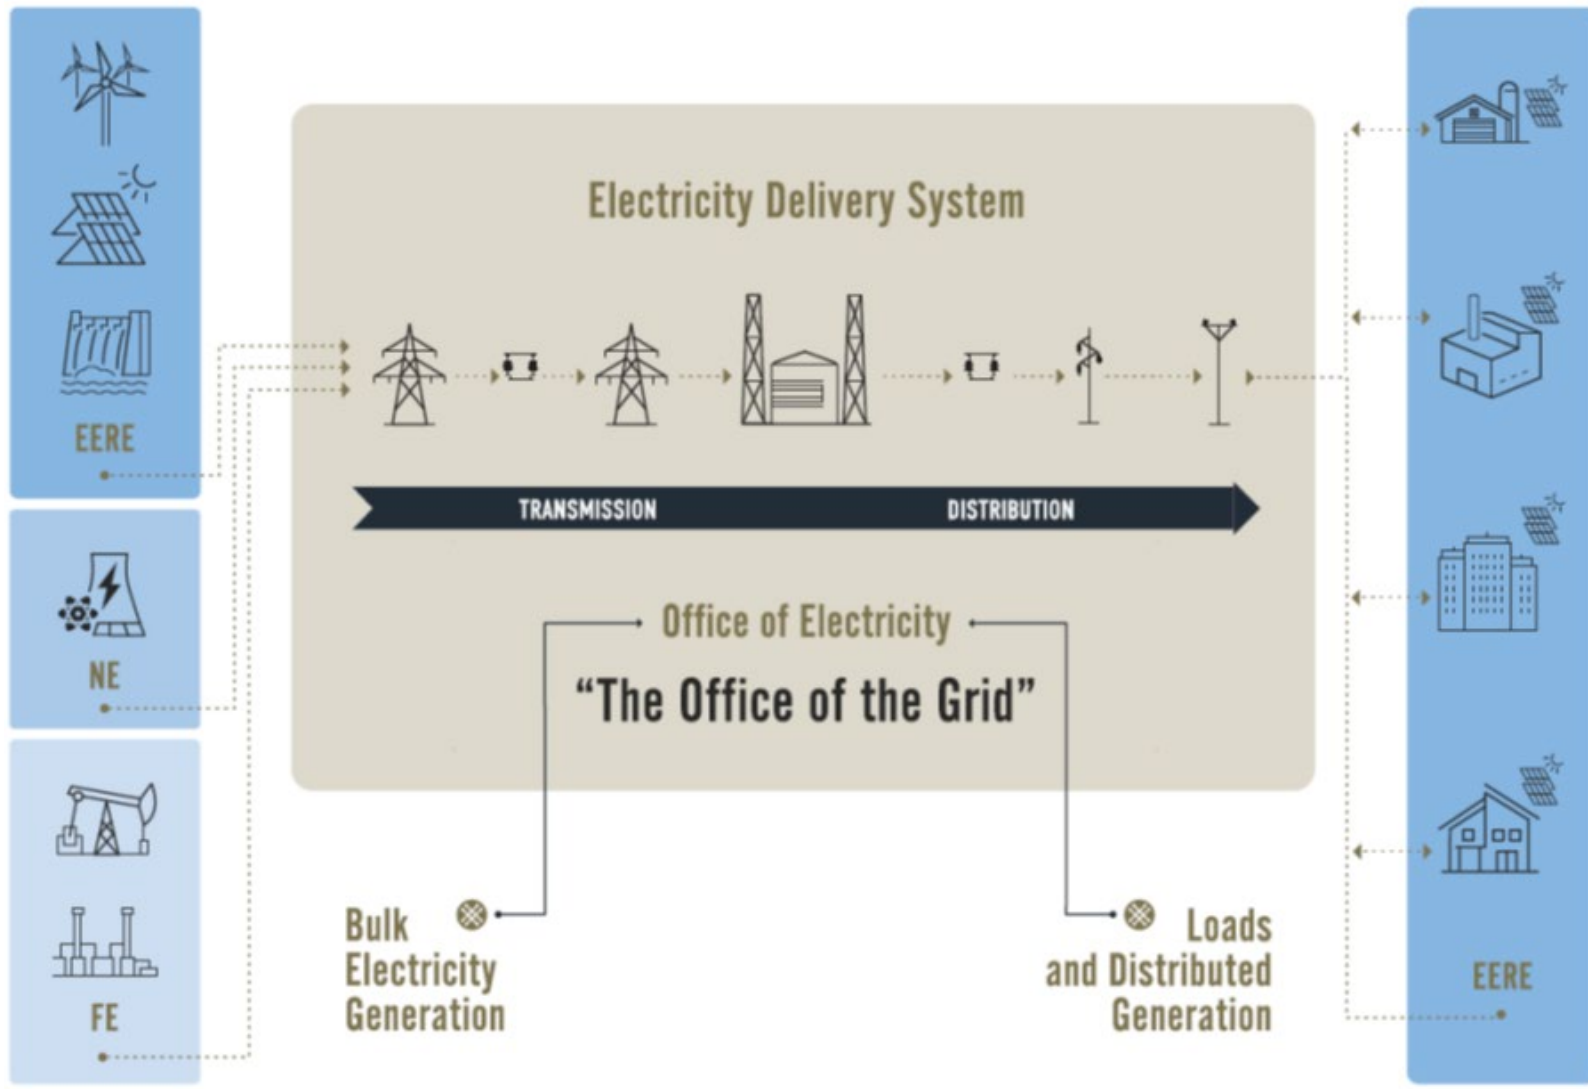 Electricity Delivery System
EERE
TRANSMISSION
DISTRIBUTION
NE
Office of Electricity
“The Office of the Grid”
FE
Bulk
Electricity
Generation
Loads
and Distributed
Generation
EERE